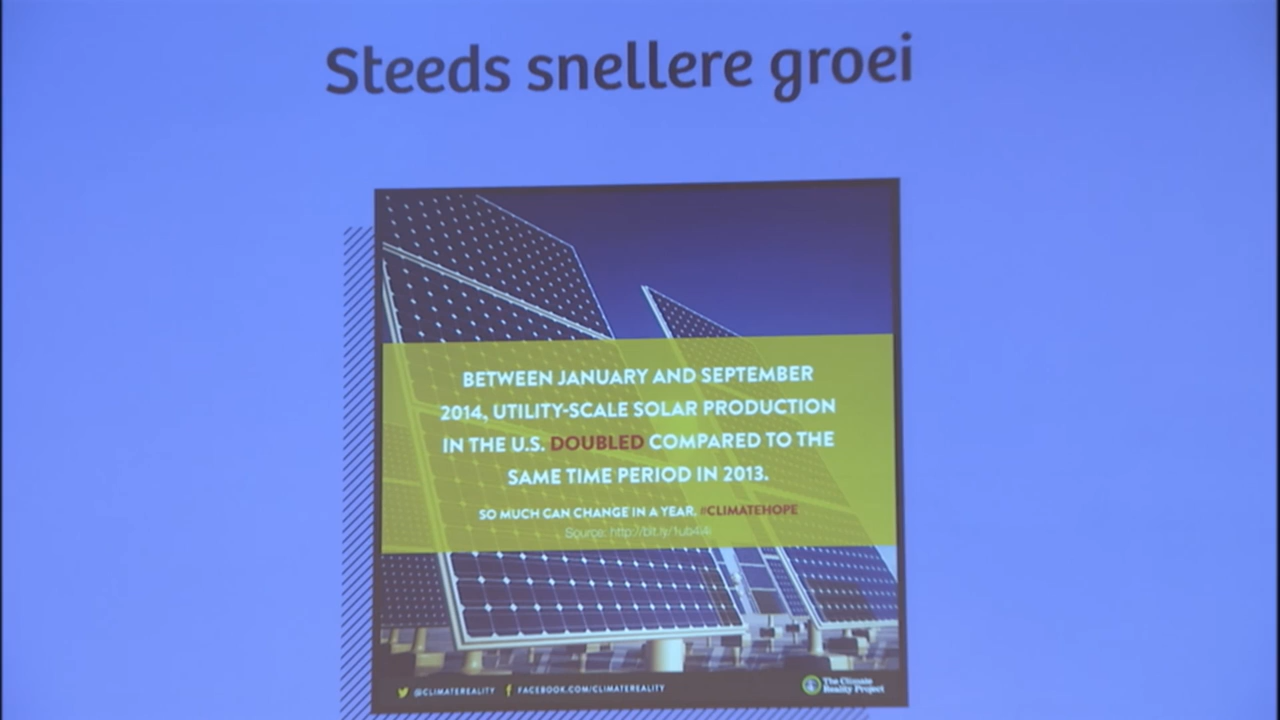 Steeds snellere groei
BETWEEN JANUARY AND SEPTEMBER
2014, UTILITY-SCALE SOLAR PRODUCTION
IN THE U.S. DOUBLED COMPARED TO THE
SAME TIME PERIOD IN 2013.
SO MUCH CAN CHANGE IN A YEAR. #CLIMATEHOPE
Source:
@CLIMATEREALITY FACEBOOK.COM/CLIMATEREALITY
The Climate
Reality Project